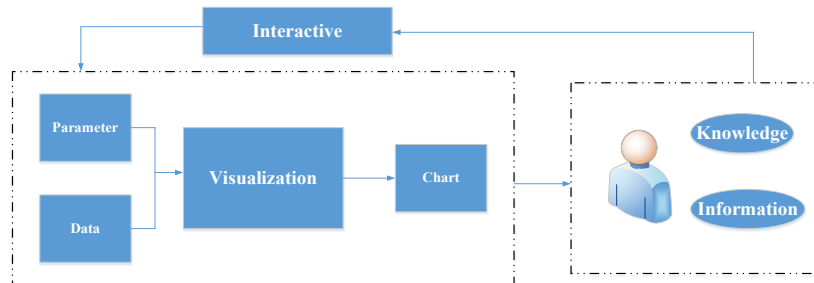 Interactive
Parameter
Data
Visualization
Chart
Knowledge
Information